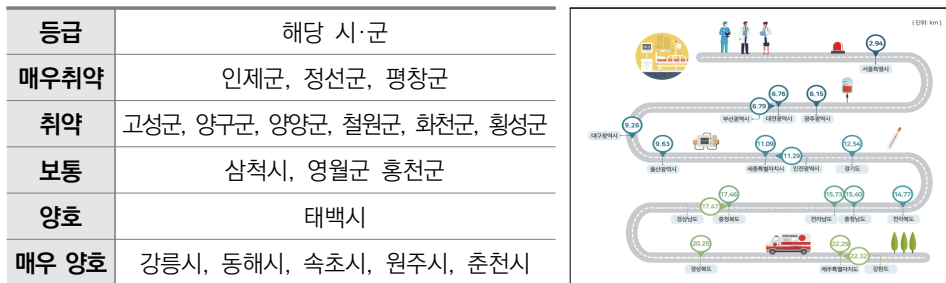 등급 해당 시·군
매우취약 인제군, 정선군, 평창군
취약 고성군, 양구군, 양양군, 철원군, 화천군, 횡성군
보통 삼척시, 영월군 홍천군
양호 태백시
매우 양호 강릉시, 동해시, 속초시, 원주시, 춘천시
( 단위: km )
2.94
서울특별시
6.79 6.76 6.15
부산광역시 대전광역시 광주광역시
9.26
대구광역시
9.63 11.09 11.29 12.54
울산광역시 세종특별자치시 인천광역시 경기도
17.47 17.46 15.73 15.40 14.77
경상남도 충청북도 전라남도 충청남도 전라북도
20.25 22.29 22.32
경상북도 제주특별자치도 강원도